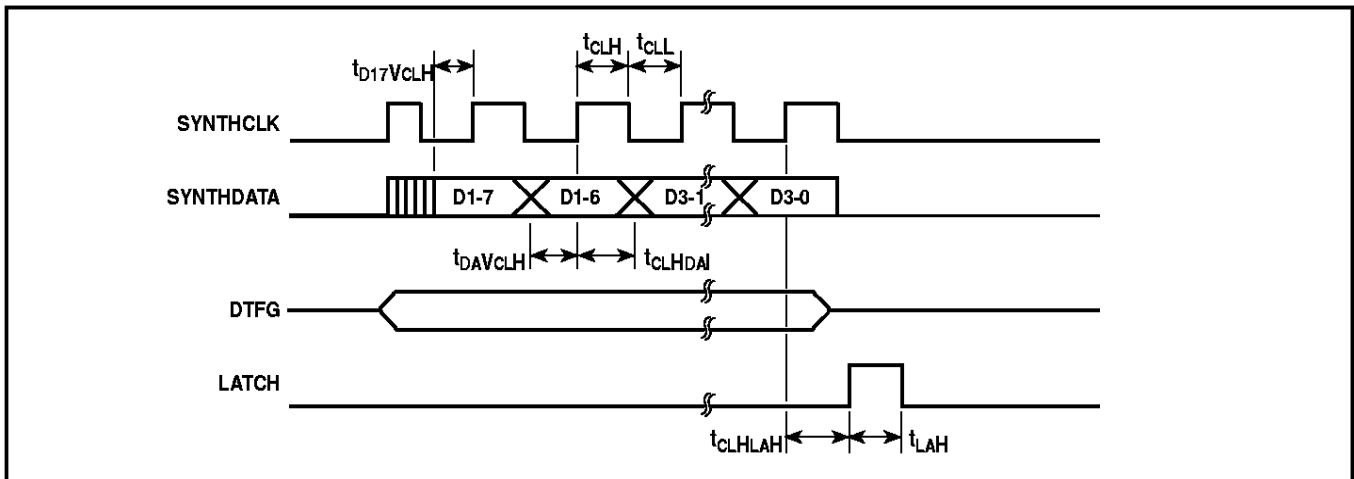 tCLH tCLL
tD17VCLH
SYNTHCLK
SYNTHDATA D1-7 D1-6 D3-1 D3-0
tDAVCLH tCLHDAI
DTFG
LATCH
tCLHLAH tLAH